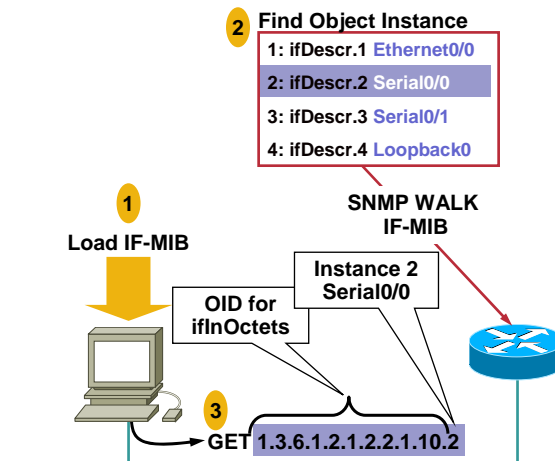 2 Find Object Instance
1: ifDescr.1 Ethernet0/0
2: ifDescr.2 Serial0/0
3: ifDescr.3 Serial0/1
4: ifDescr.4 Loopback0
1
Load IF-MIB
SNMP WALK
IF-MIB
Instance 2
Serial0/0
OID for
ifInOctets
3
GET 1.3.6.1.2.1.2.2.1.10.2